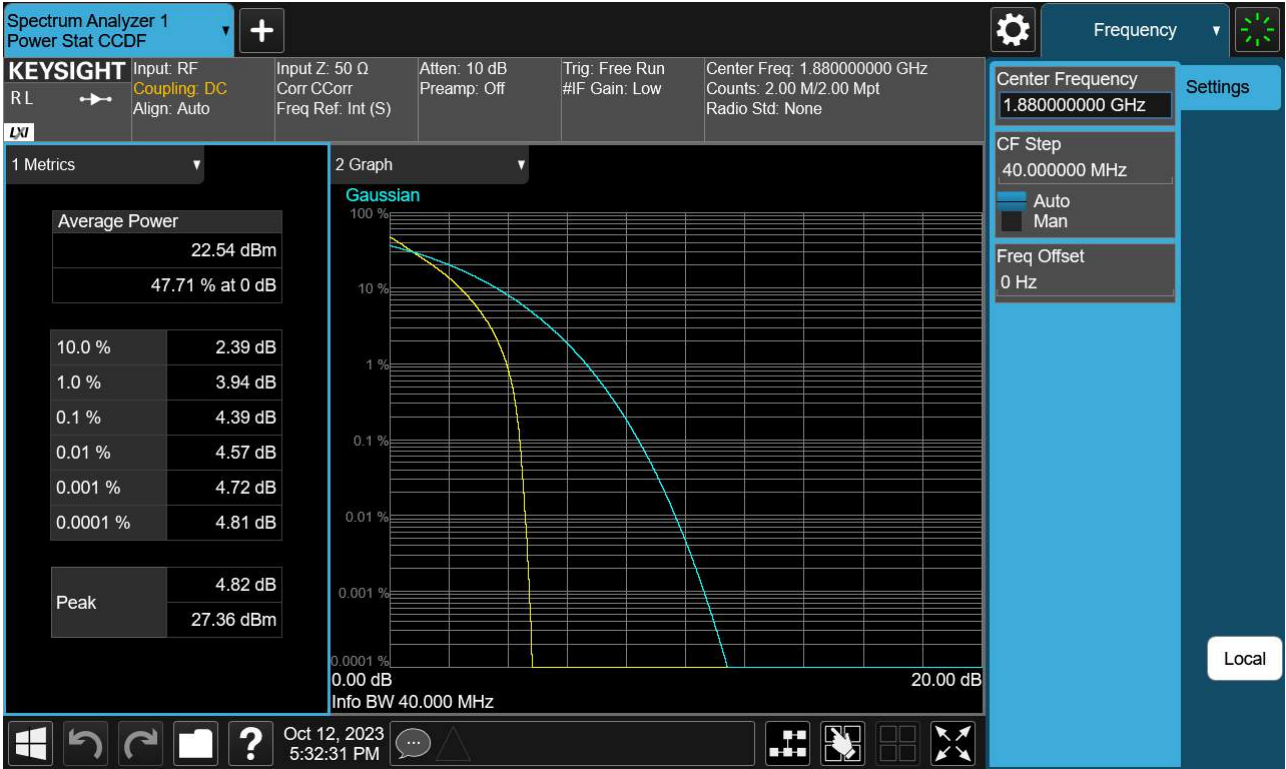 Spectrum Analyzer 1
Power Stat CCDF
+
Frequency
KEYSIGHT
R L
LXI
Input: RF
Coupling: DC
Align: Auto
Input Z: 50 Ω
Corr CCorr
Freq Ref: Int (S)
Atten: 10 dB
Preamp: Off
Trig: Free Run
#IF Gain: Low
Center Freq: 1.880000000 GHz
Counts: 2.00 M/2.00 Mpt
Radio Std: None
Center Frequency
1.880000000 GHz
Settings
CF Step
40.000000 MHz
Auto
Man
Freq Offset
0 Hz
1 Metrics
Average Power
22.54 dBm
47.71 % at 0 dB
10.0 % 2.39 dB
1.0 % 3.94 dB
0.1 % 4.39 dB
0.01 % 4.57 dB
0.001 % 4.72 dB
0.0001 % 4.81 dB
Peak
4.82 dB
27.36 dBm
2 Graph
Gaussian
100 %
10 %
1 %
0.1 %
0.01 %
0.001 %
0.0001 %
0.00 dB 20.00 dB
Info BW 40.000 MHz
Local
?
Oct 12, 2023
5:32:31 PM